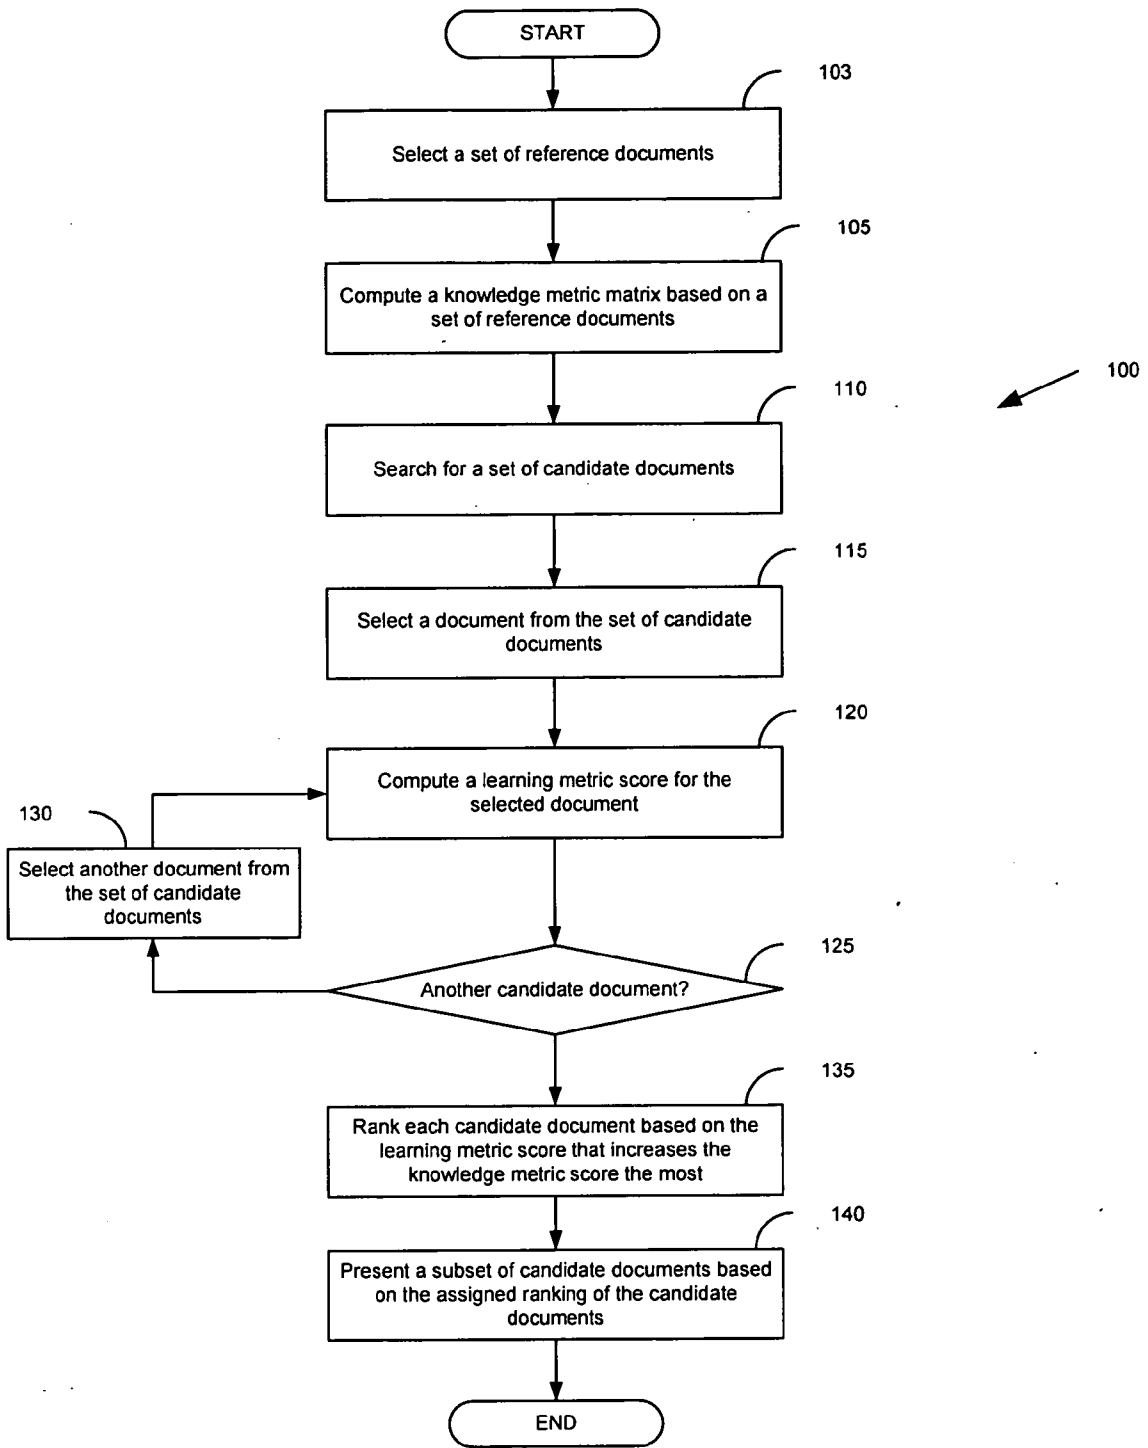 START
103
Select a set of reference documents
105
Compute a knowledge metric matrix based on a
set of reference documents
100
110
Search for a set of candidate documents
115
Select a document from the set of candidate
documents
120
Compute a learning metric score for the
selected document
130
Select another document from
the set of candidate
documents
125
Another candidate document?
135
Rank each candidate document based on the
learning metric score that increases the
knowledge metric score the most
140
Present a subset of candidate documents based
on the assigned ranking of the candidate
documents
END